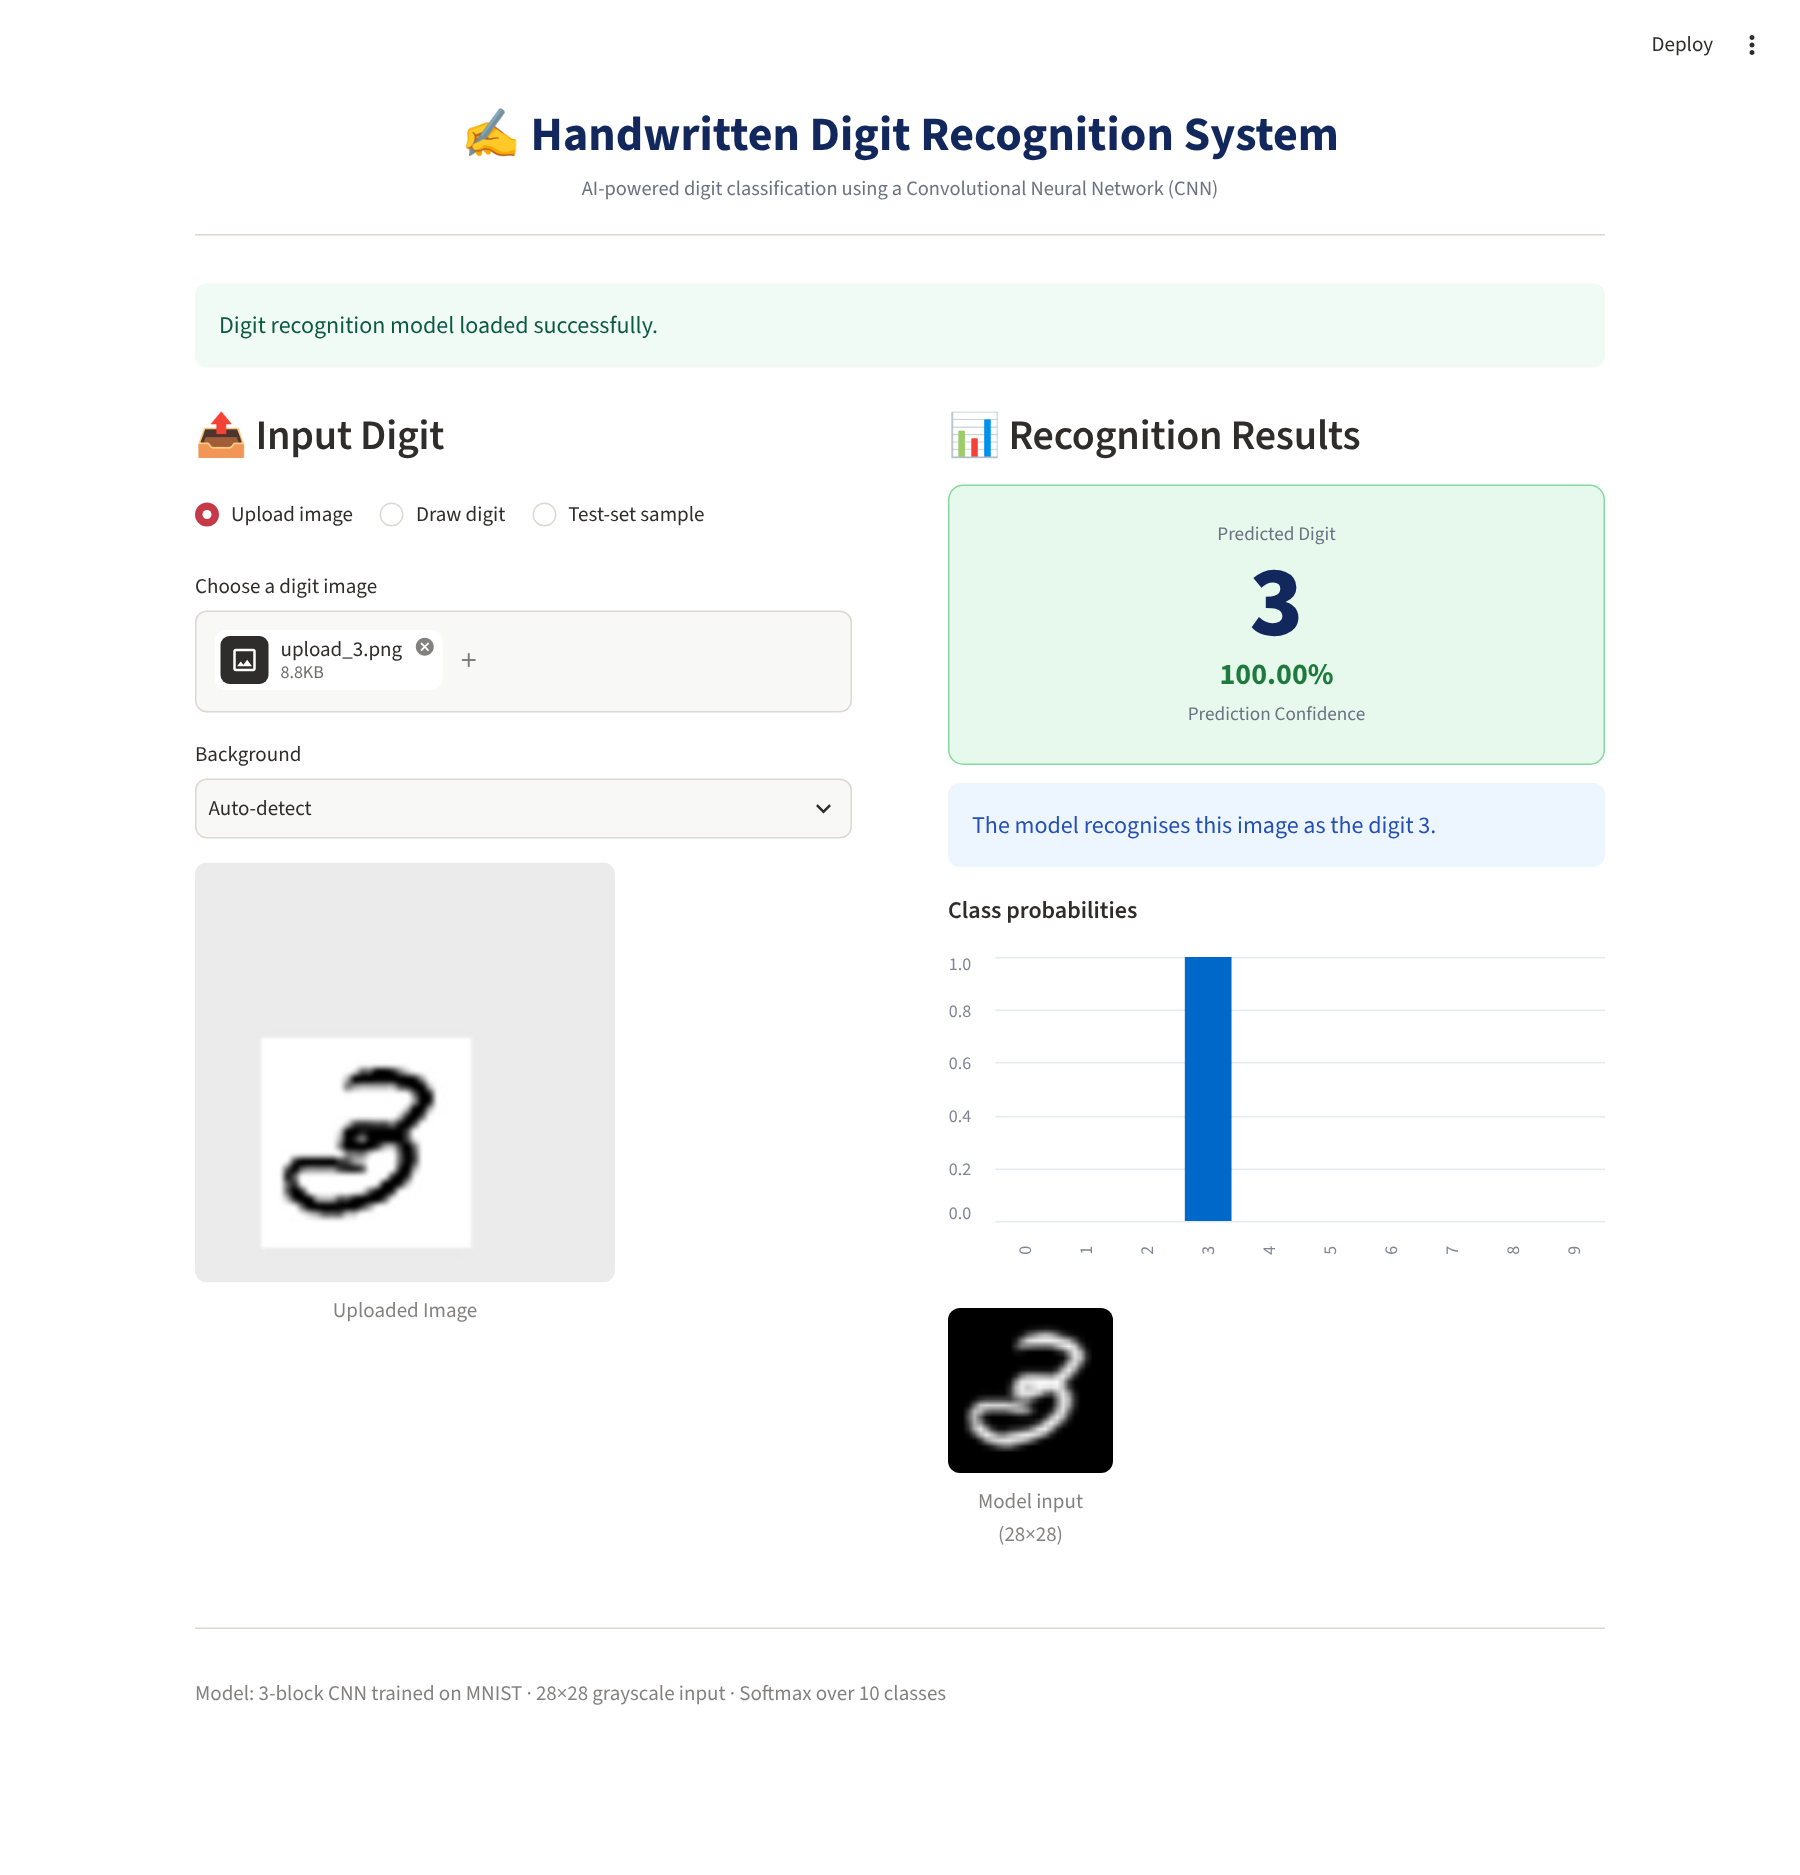 Deploy
✍️ Handwritten Digit Recognition System
AI-powered digit classification using a Convolutional Neural Network (CNN)
Digit recognition model loaded successfully.
📤 Input Digit
Upload image
Draw digit
Test-set sample
Choose a digit image
upload_3.png
8.8KB
Background
Auto-detect
3
Uploaded Image
📊 Recognition Results
Predicted Digit
3
100.00%
Prediction Confidence
The model recognises this image as the digit 3.
Class probabilities
1.0
0.8
0.6
0.4
0.2
0.0
0 1 2 3 4 5 6 7 8 9
3
Model input
(28×28)
Model: 3-block CNN trained on MNIST · 28×28 grayscale input · Softmax over 10 classes